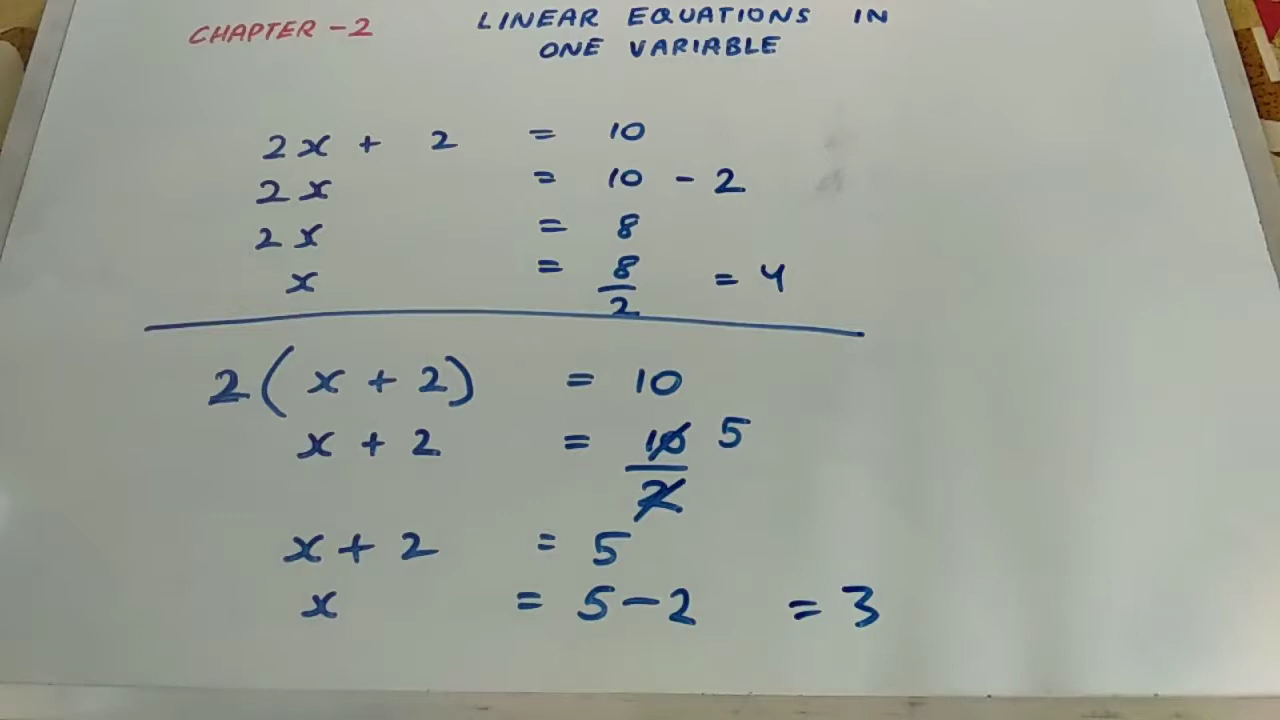 CHAPTER - 2 LINEAR EQUATIONS IN
ONE VARIABLE
2x + 2 = 10
2x = 10 - 2
2x = 8
x = 8/2 = 4
2(x + 2) = 10
x + 2 = 10/2 5
x + 2 = 5
x = 5 - 2 = 3